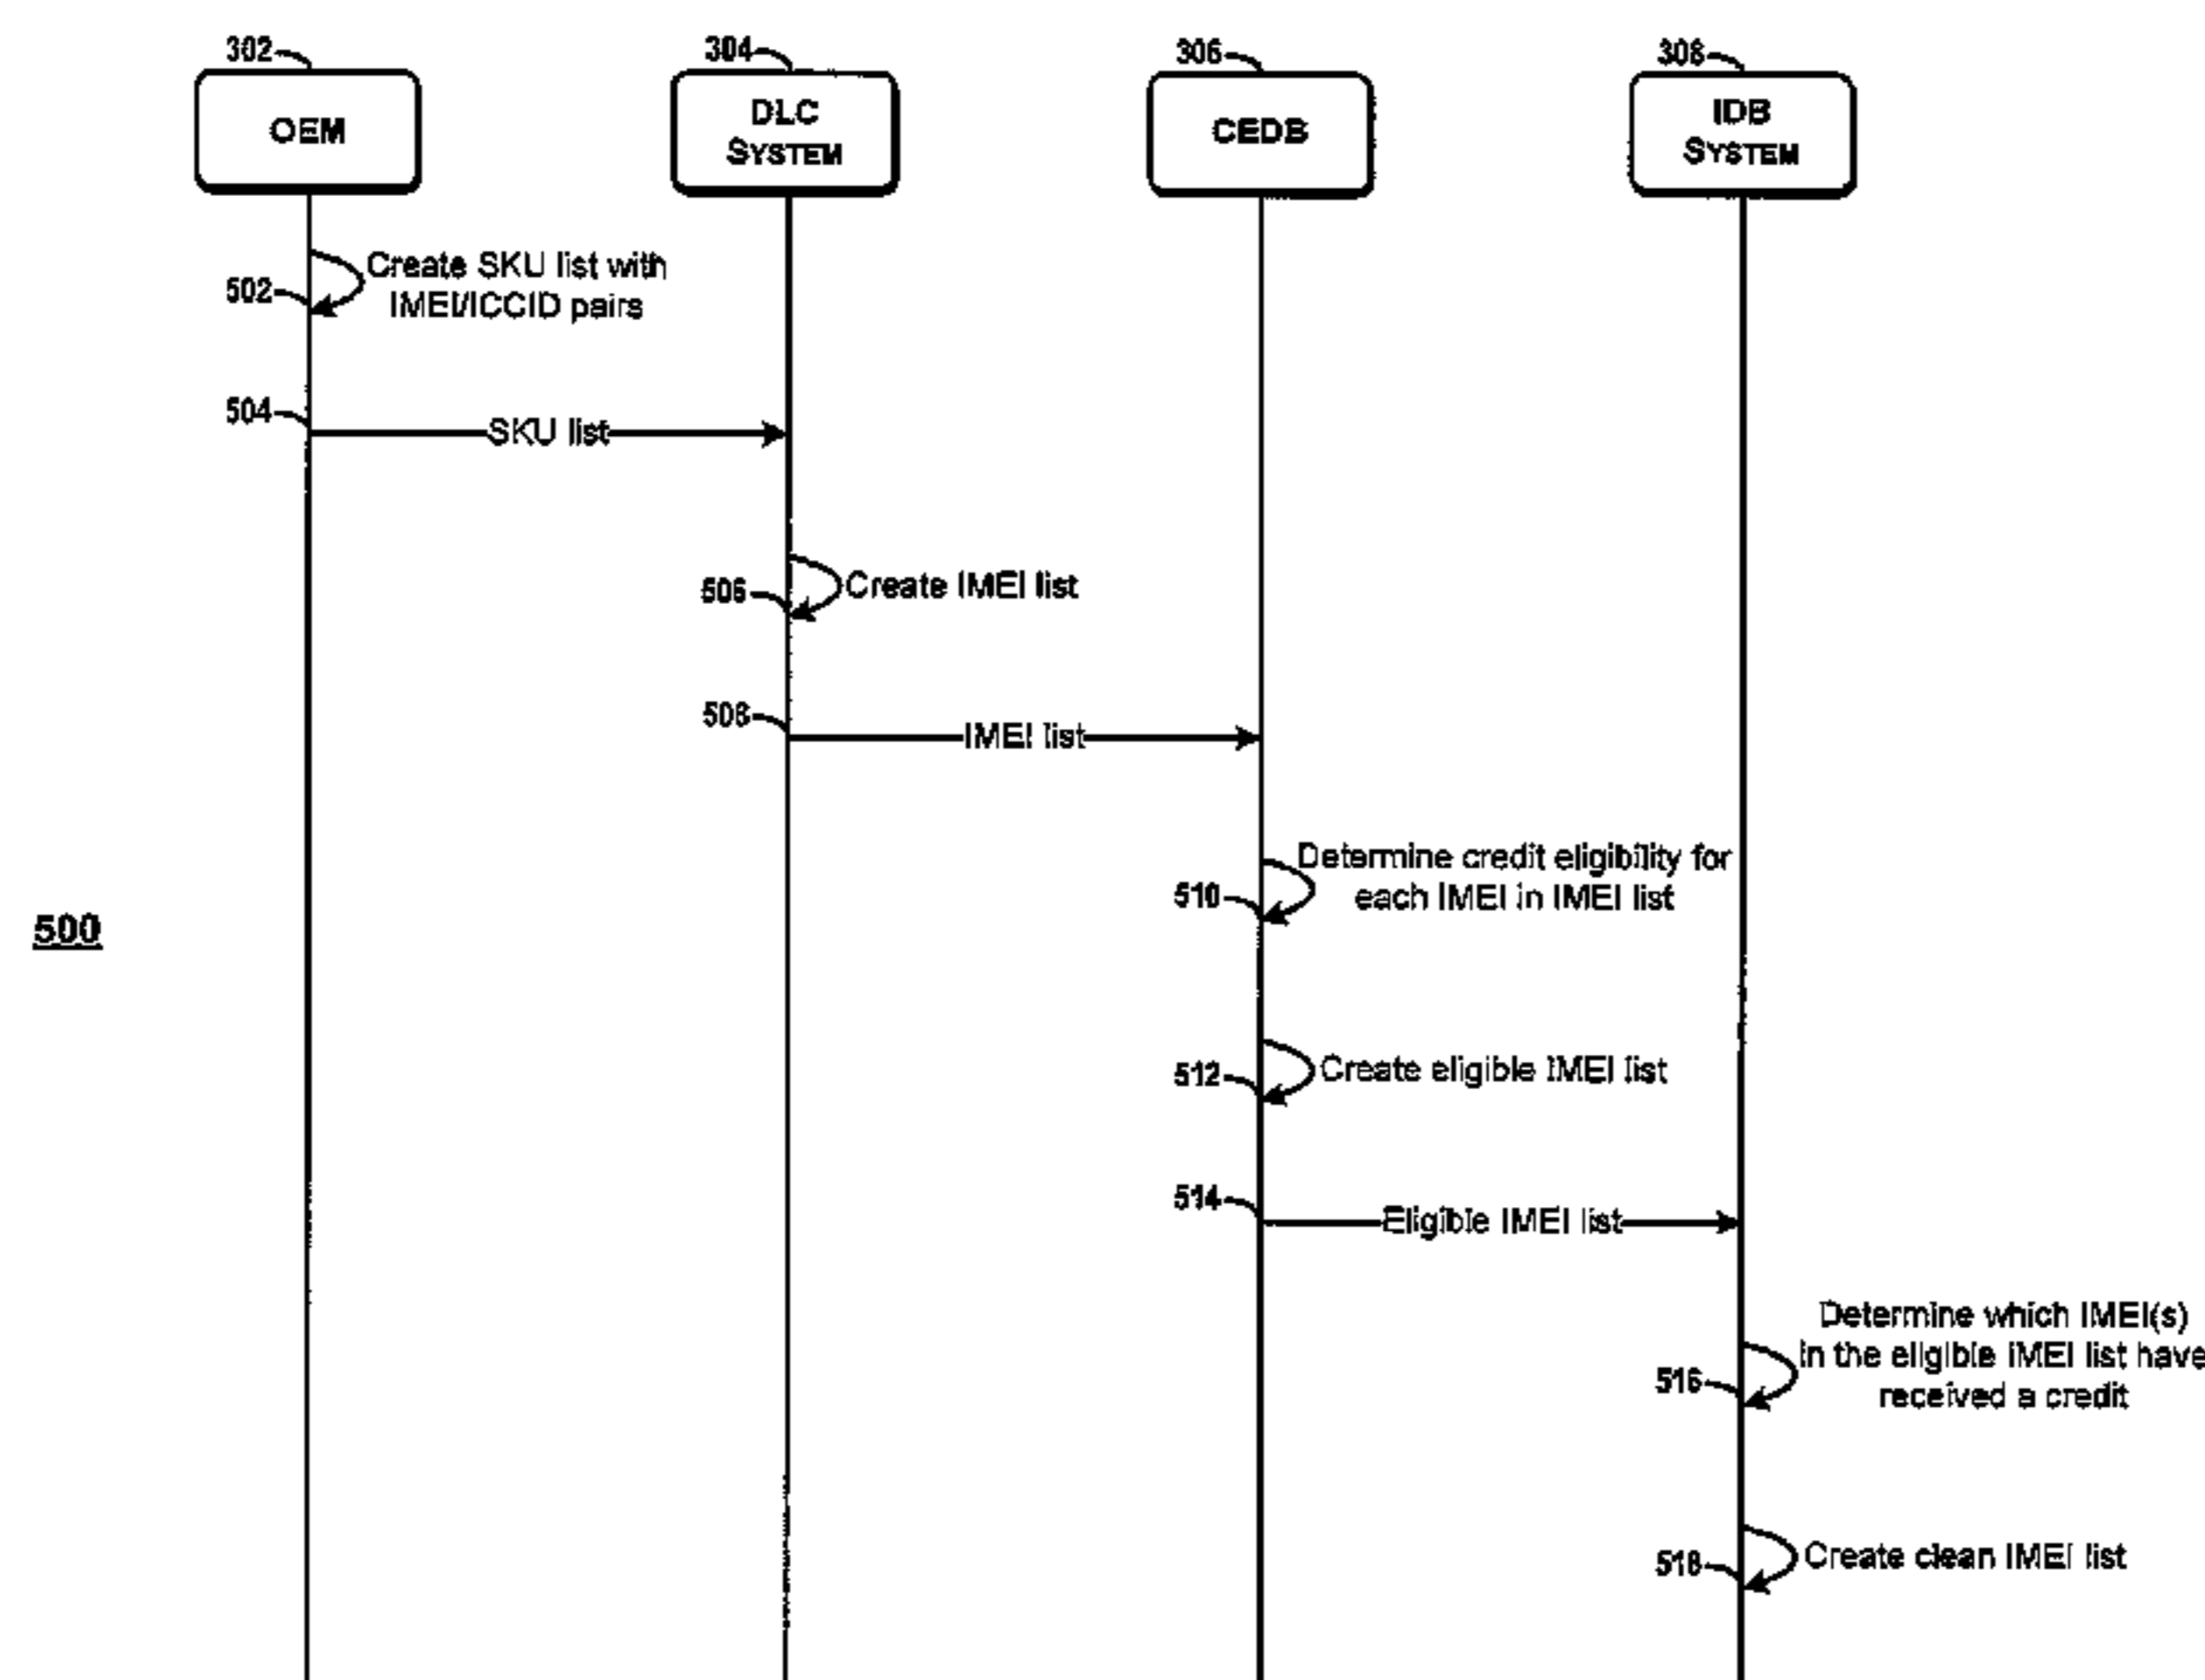 302
304
306
308
OEM
DLC
SYSTEM
CEDB
IDB
SYSTEM
Create SKU list with
502
IMEI/ICCID pairs
504
SKU list
506
Create IMEI list
508
IMEI list
Determine credit eligibility for
510
each IMEI in IMEI list
500
512
Create eligible IMEI list
514
Eligible IMEI list
Determine which IMEI(s)
in the eligible IMEI list have
516
received a credit
518
Create clean IMEI list